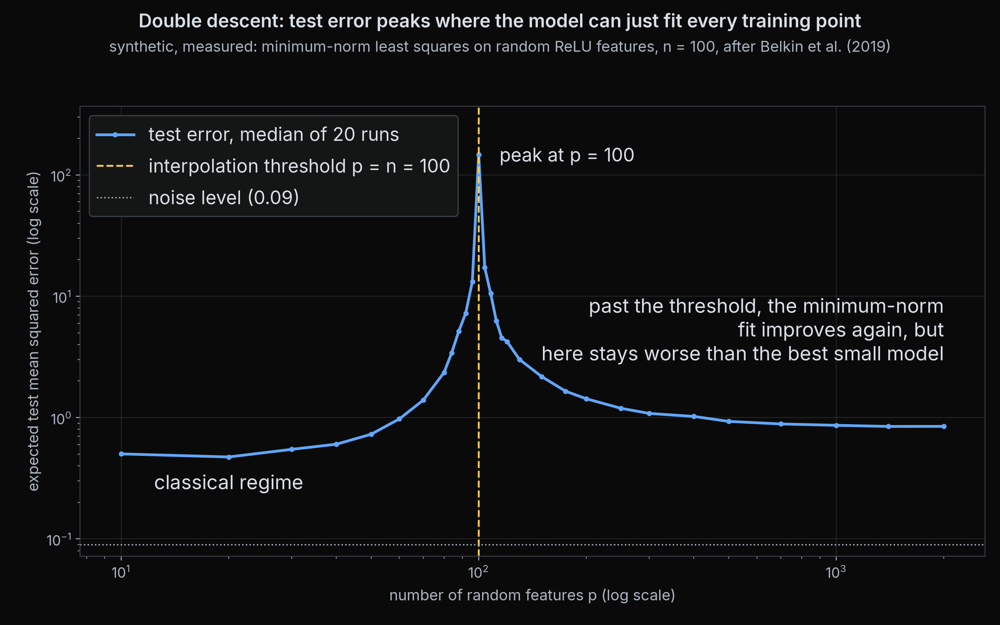 Double descent: test error peaks where the model can just fit every training point
synthetic, measured: minimum-norm least squares on random ReLU features, n = 100, after Belkin et al. (2019)
test error, median of 20 runs
interpolation threshold p = n = 100
noise level (0.09)
peak at p = 100
past the threshold, the minimum-norm
fit improves again, but
here stays worse than the best small model
classical regime
expected test mean squared error (log scale)
10²
10¹
10⁰
10⁻¹
10¹
10²
10³
number of random features p (log scale)